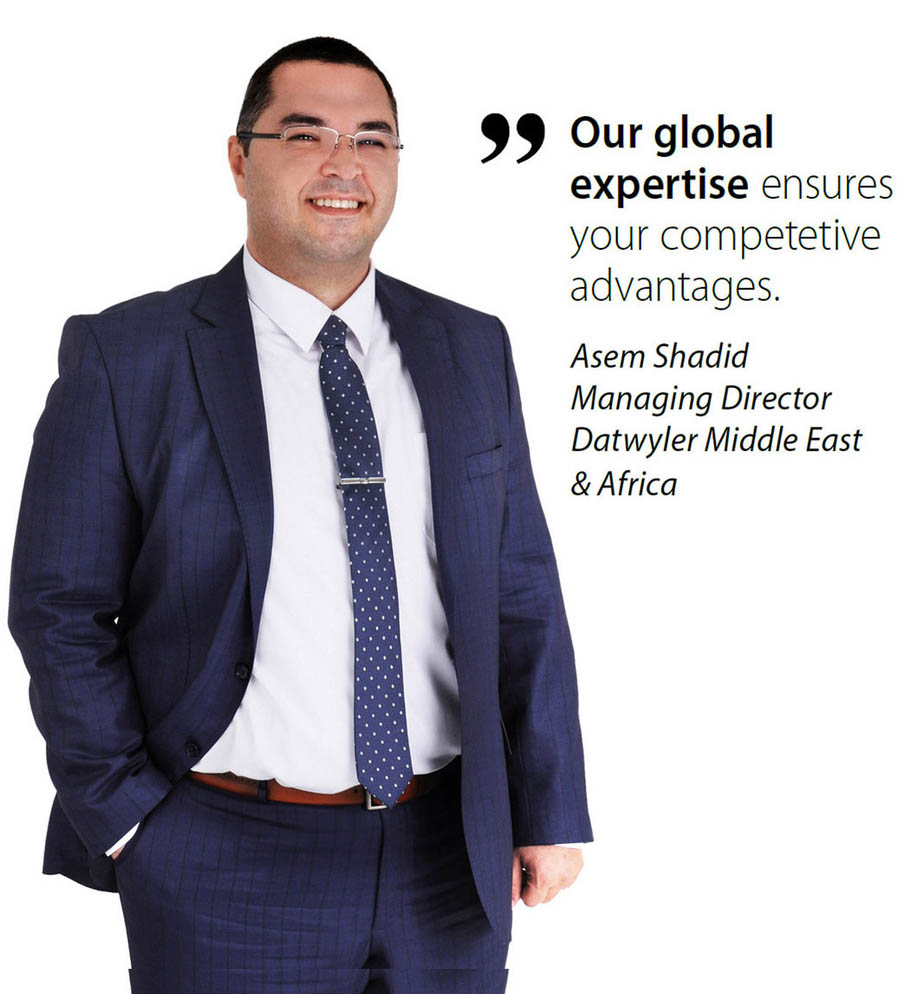 ” Our global
expertise ensures
your competetive
advantages.
Asem Shadid
Managing Director
Datwyler Middle East
& Africa